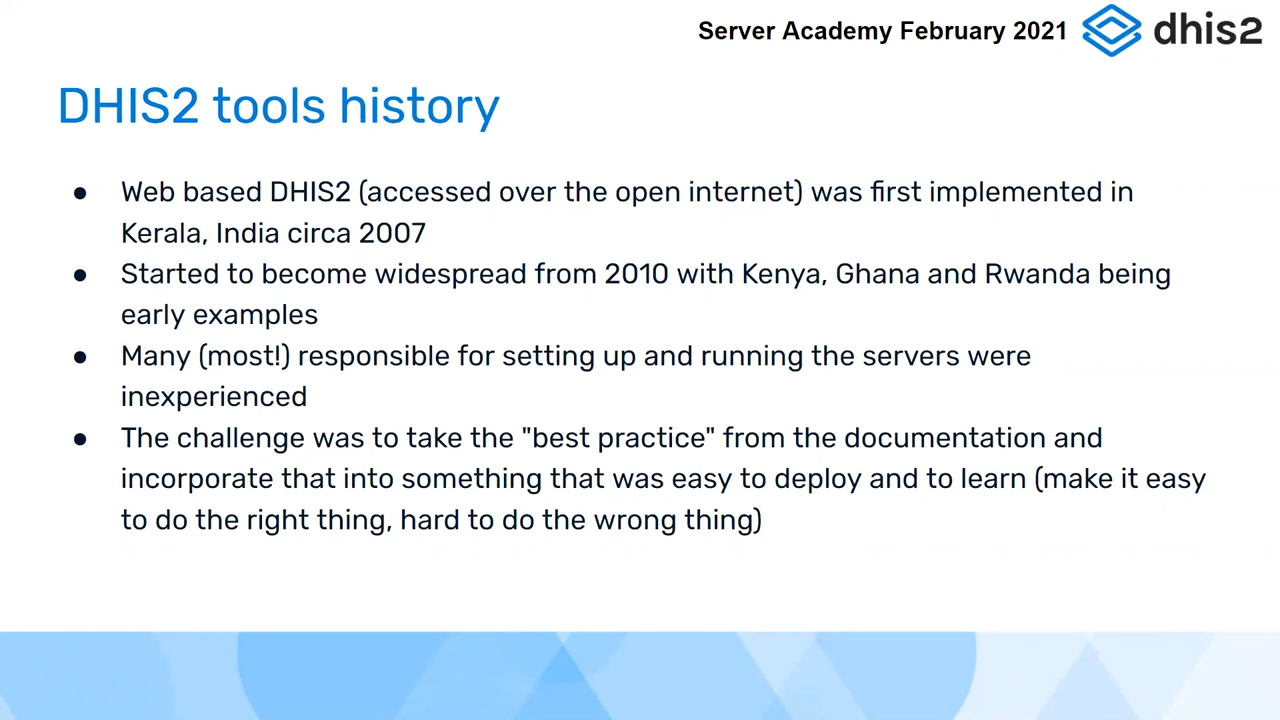 Server Academy February 2021 dhis2
DHIS2 tools history
● Web based DHIS2 (accessed over the open internet) was first implemented in
Kerala, India circa 2007
● Started to become widespread from 2010 with Kenya, Ghana and Rwanda being
early examples
● Many (most!) responsible for setting up and running the servers were
inexperienced
● The challenge was to take the "best practice" from the documentation and
incorporate that into something that was easy to deploy and to learn (make it easy
to do the right thing, hard to do the wrong thing)